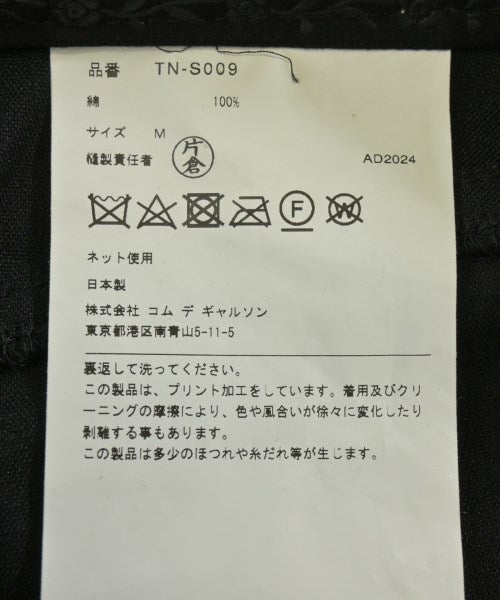 品番 TN-S009
綿 100%
サイズ M
縫製責任者 片倉 AD2024
F W
ネット使用
日本製
株式会社 コム デ ギャルソン
東京都港区南青山5-11-5
裏返して洗ってください。
この製品は、プリント加工をしています。着用及びクリ
ーニングの摩擦により、色や風合いが徐々に変化したり
剥離する事もあります。
この製品は多少のほつれや糸だれ等が生じます。